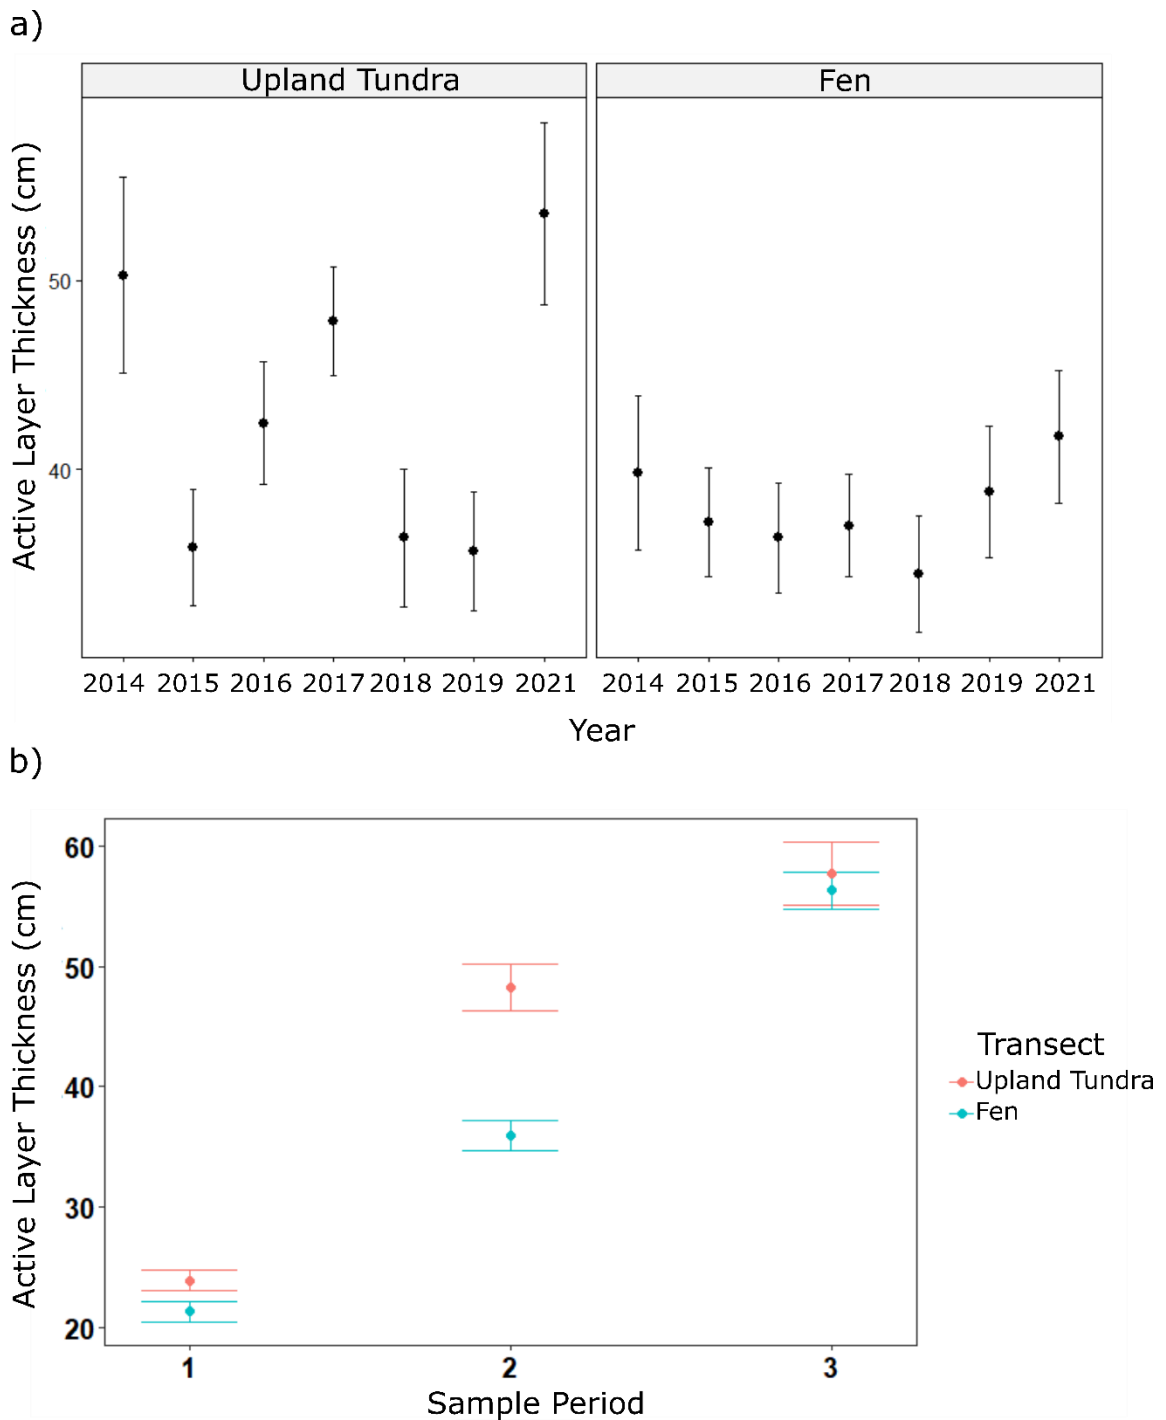 a)
Upland Tundra
Fen
Active Layer Thickness (cm)
50
40
2014 2015 2016 2017 2018 2019 2021
2014 2015 2016 2017 2018 2019 2021
Year
b)
Active Layer Thickness (cm)
60
50
40
30
20
1 2 3
Sample Period
Transect
Upland Tundra
Fen